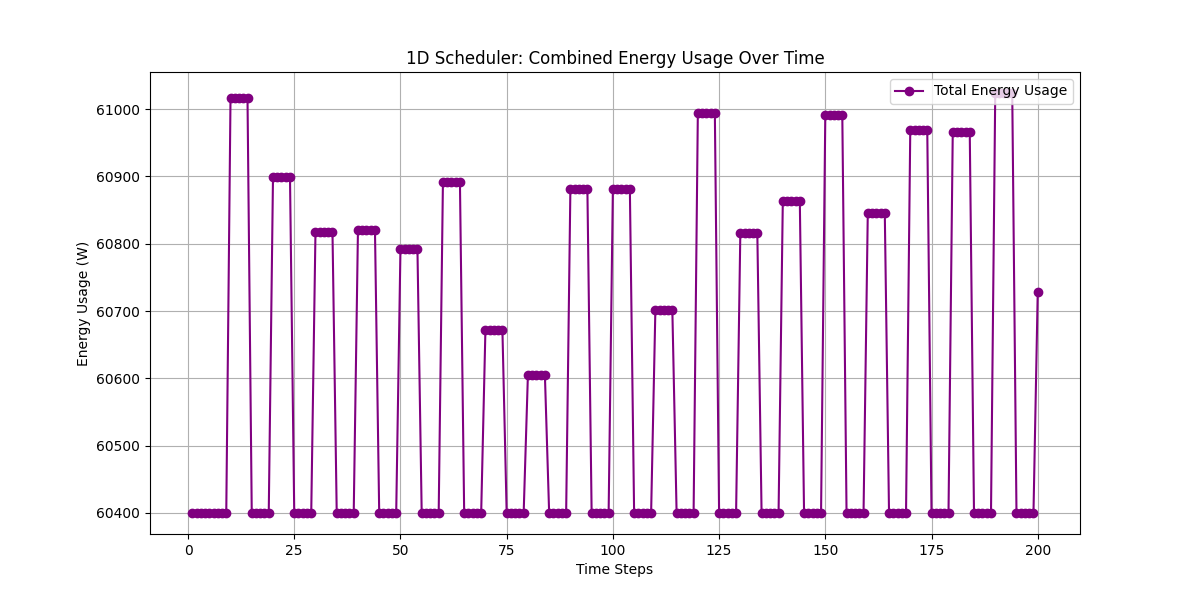 1D Scheduler: Combined Energy Usage Over Time
Total Energy Usage
Energy Usage (W)
61000
60900
60800
60700
60600
60500
60400
0 25 50 75 100 125 150 175 200
Time Steps